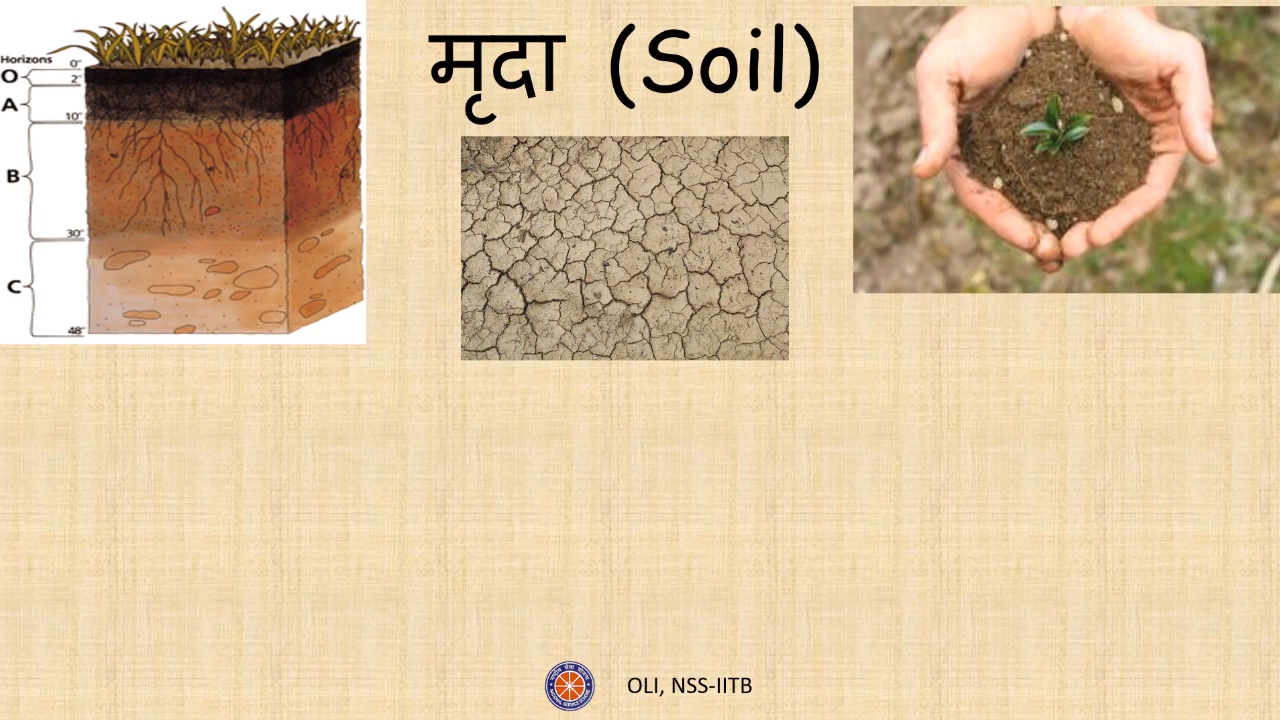 मृदा (Soil)
Horizons
0"
O
2"
A
10"
B
30"
C
48"
OLI, NSS-IITB